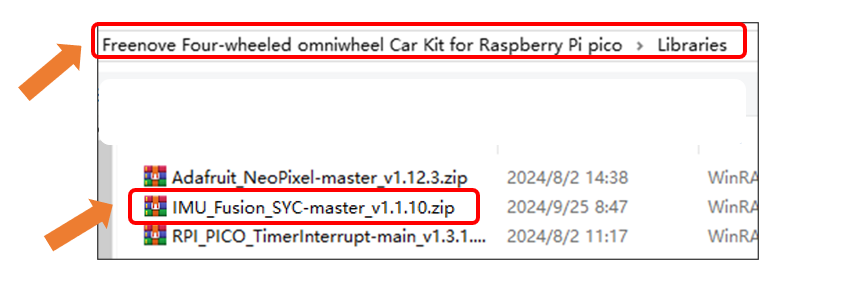 Freenove Four-wheeled omniwheel Car Kit for Raspberry Pi pico > Libraries
Adafruit_NeoPixel-master_v1.12.3.zip 2024/8/2 14:38 WinRA
IMU_Fusion_SYC-master_v1.1.10.zip 2024/9/25 8:47 WinRA
RPI_PICO_TimerInterrupt-main_v1.3.1.... 2024/8/2 11:17 WinRA